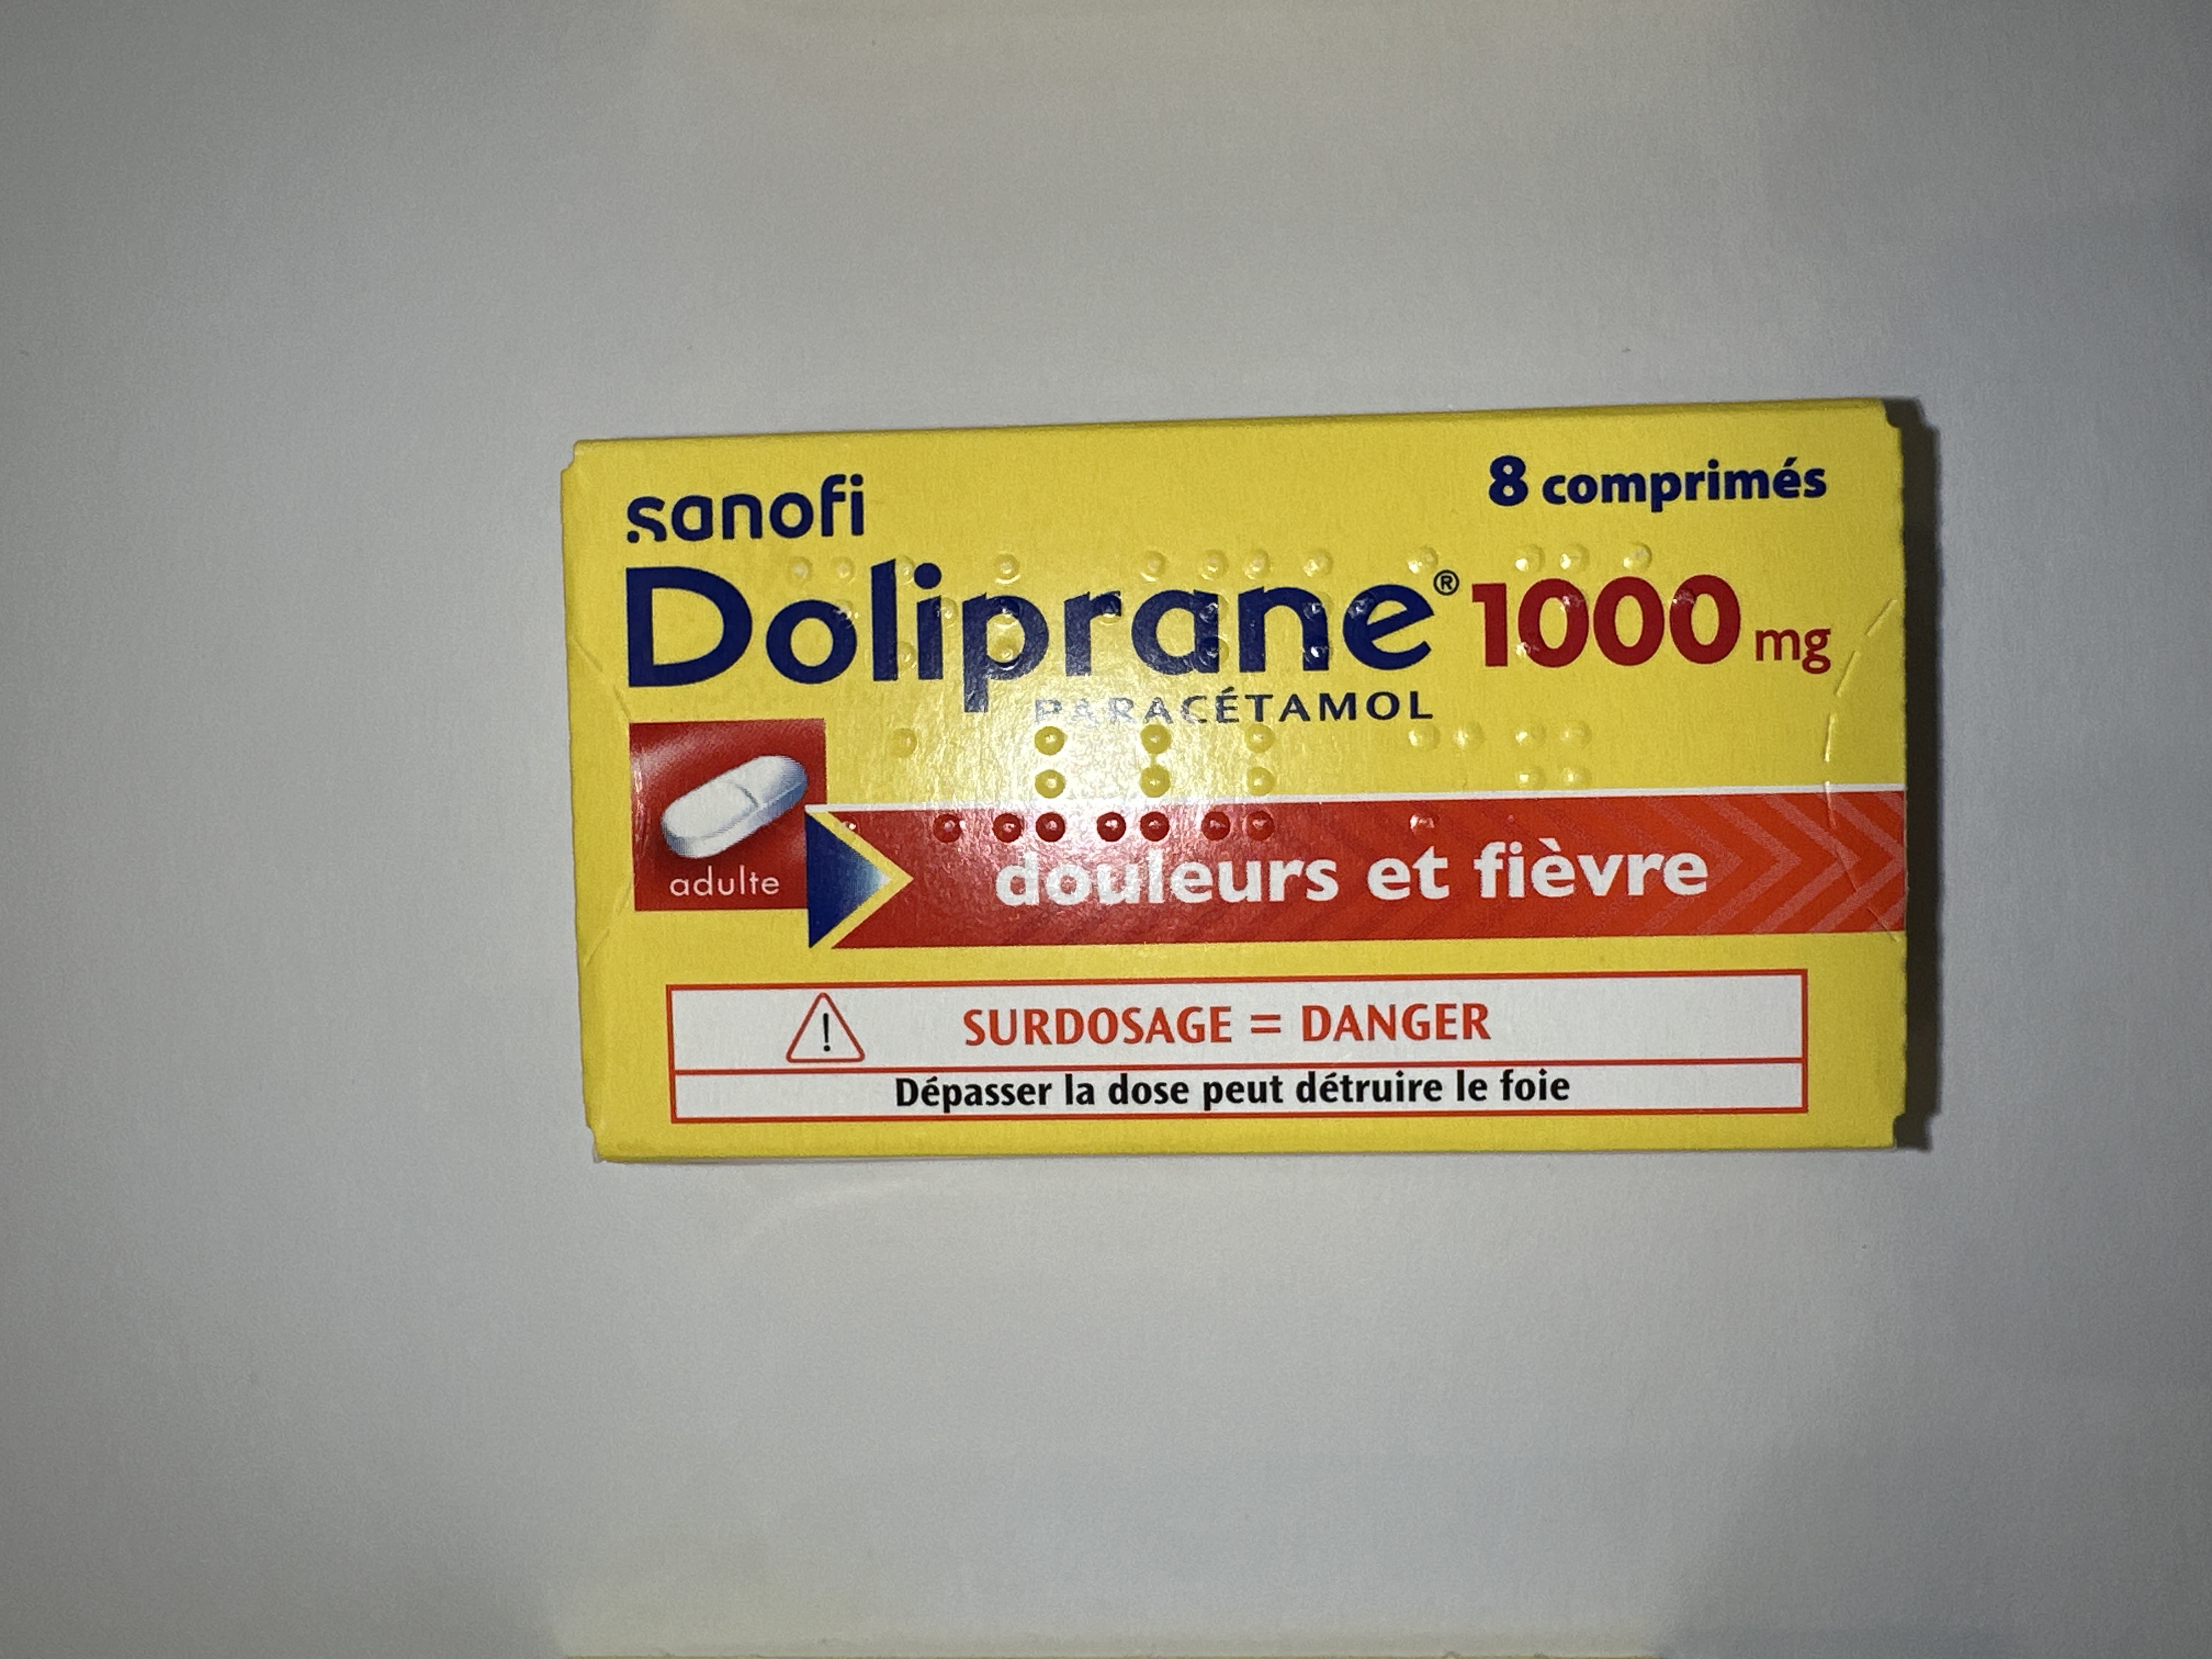 sanofi
8 comprimés
Doliprane® 1000 mg
PARACÉTAMOL
adulte
douleurs et fièvre
SURDOSAGE = DANGER
Dépasser la dose peut détruire le foie